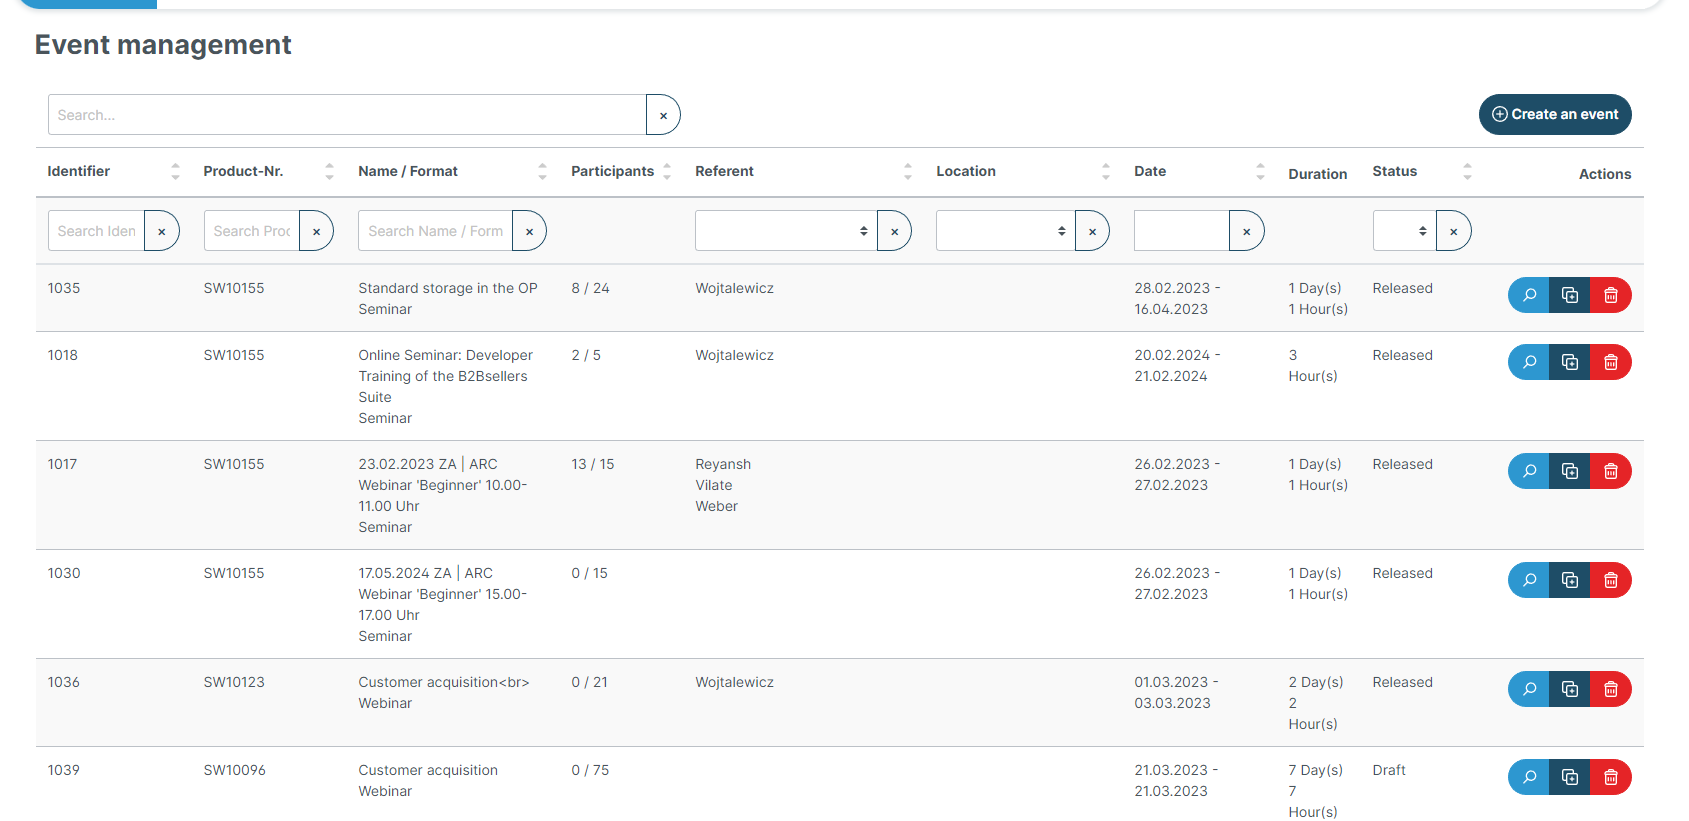 Event management
Search...
×
Create an event
Identifier Product-Nr. Name / Format Participants Referent Location Date Duration Status Actions
Search Iden × Search Proc × Search Name / Form × × × × ×
1035 SW10155 Standard storage in the OP 8 / 24 Wojtalewicz 28.02.2023 - 1 Day(s) Released
Seminar 16.04.2023 1 Hour(s)
1018 SW10155 Online Seminar: Developer 2 / 5 Wojtalewicz 20.02.2024 - 3 Released
Training of the B2Bsellers 21.02.2024 Hour(s)
Suite
Seminar
1017 SW10155 23.02.2023 ZA | ARC 13 / 15 Reyansh 26.02.2023 - 1 Day(s) Released
Webinar 'Beginner' 10.00- Vilate 27.02.2023 1 Hour(s)
11.00 Uhr Weber
Seminar
1030 SW10155 17.05.2024 ZA | ARC 0 / 15 26.02.2023 - 1 Day(s) Released
Webinar 'Beginner' 15.00- 27.02.2023 1 Hour(s)
17.00 Uhr
Seminar
1036 SW10123 Customer acquisition<br> 0 / 21 Wojtalewicz 01.03.2023 - 2 Day(s) Released
Webinar 03.03.2023 2
Hour(s)
1039 SW10096 Customer acquisition 0 / 75 21.03.2023 - 7 Day(s) Draft
Webinar 21.03.2023 7
Hour(s)